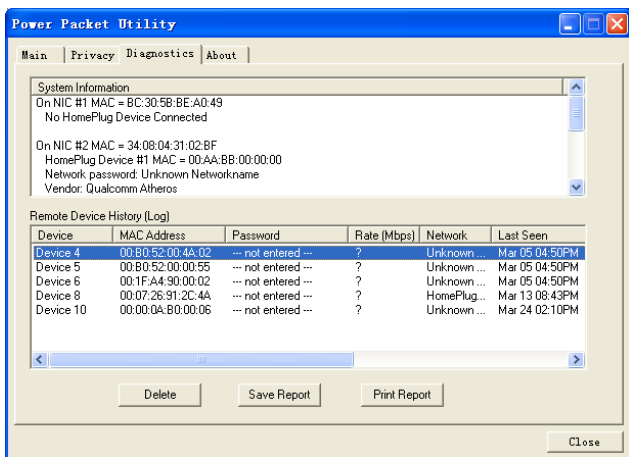 Power Packet Utility
Main Privacy Diagnostics About
System Information
On NIC #1 MAC = BC:30:5B:BE:A0:49
No HomePlug Device Connected
On NIC #2 MAC = 34:08:04:31:02:BF
HomePlug Device #1 MAC = 00:AA:BB:00:00:00
Network password: Unknown Networkname
Vendor: Qualcomm Atheros
Remote Device History (Log)
Device MAC Address Password Rate (Mbps) Network Last Seen
Device 4 00:B0:52:00:4A:02 --- not entered --- ? Unknown ... Mar 05 04:50PM
Device 5 00:B0:52:00:00:55 --- not entered --- ? Unknown ... Mar 05 04:50PM
Device 6 00:1F:A4:90:00:02 --- not entered --- ? Unknown ... Mar 05 04:50PM
Device 8 00:07:26:91:2C:4A --- not entered --- ? HomePlug... Mar 13 08:43PM
Device 10 00:00:0A:B0:00:06 --- not entered --- ? Unknown ... Mar 24 02:10PM
Delete Save Report Print Report
Close